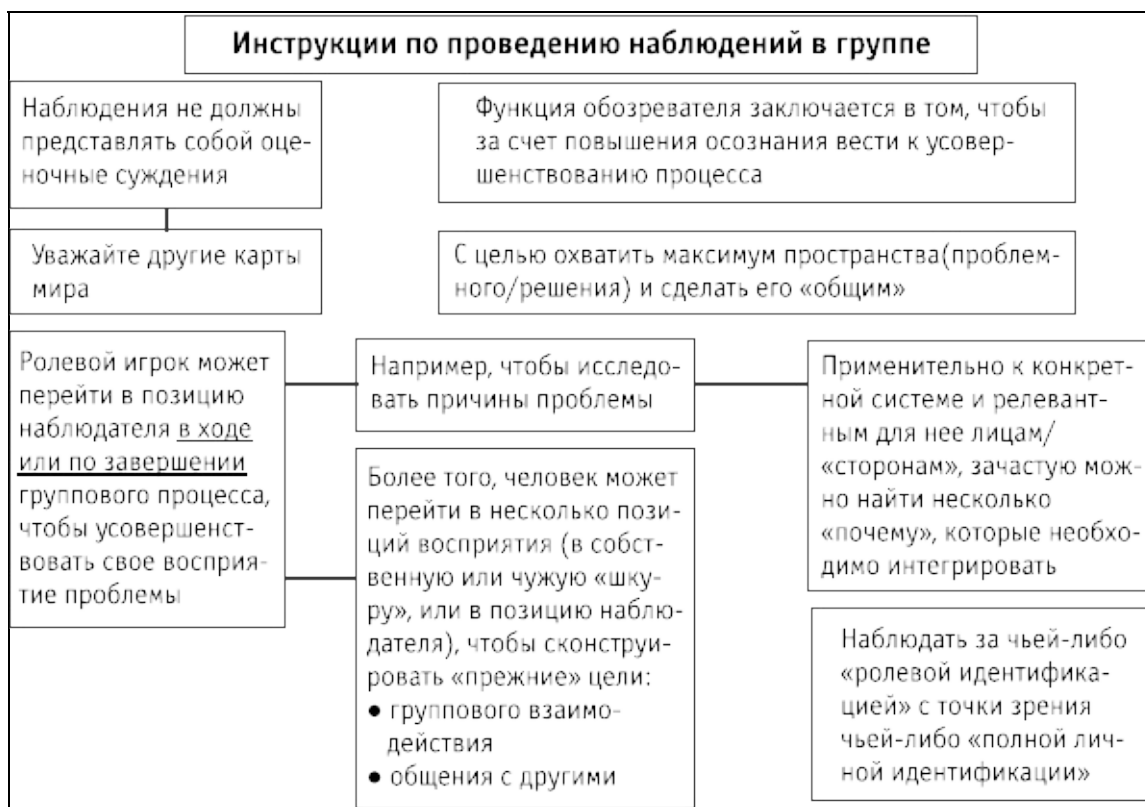 Инструкции по проведению наблюдений в группе
Наблюдения не должны
представлять собой оце-
ночные суждения
Функция обозревателя заключается в том, чтобы
за счет повышения осознания вести к усовер-
шенствованию процесса
Уважайте другие карты
мира
С целью охватить максимум пространства(проблем-
ного/решения) и сделать его «общим»
Ролевой игрок может
перейти в позицию
наблюдателя в ходе
или по завершении
группового процесса,
чтобы усовершенст-
вовать свое восприя-
тие проблемы
Например, чтобы исследо-
вать причины проблемы
Применительно к конкрет-
ной системе и релевант-
ным для нее лицам/
«сторонам», зачастую мож-
но найти несколько
«почему», которые необхо-
димо интегрировать
Более того, человек может
перейти в несколько пози-
ций восприятия (в собст-
венную или чужую «шку-
ру», или в позицию наблю-
дателя), чтобы сконструи-
ровать «прежние» цели:
● группового взаимо-
действия
● общения с другими
Наблюдать за чьей-либо
«ролевой идентифика-
цией» с точки зрения
чьей-либо «полной лич-
ной идентификации»